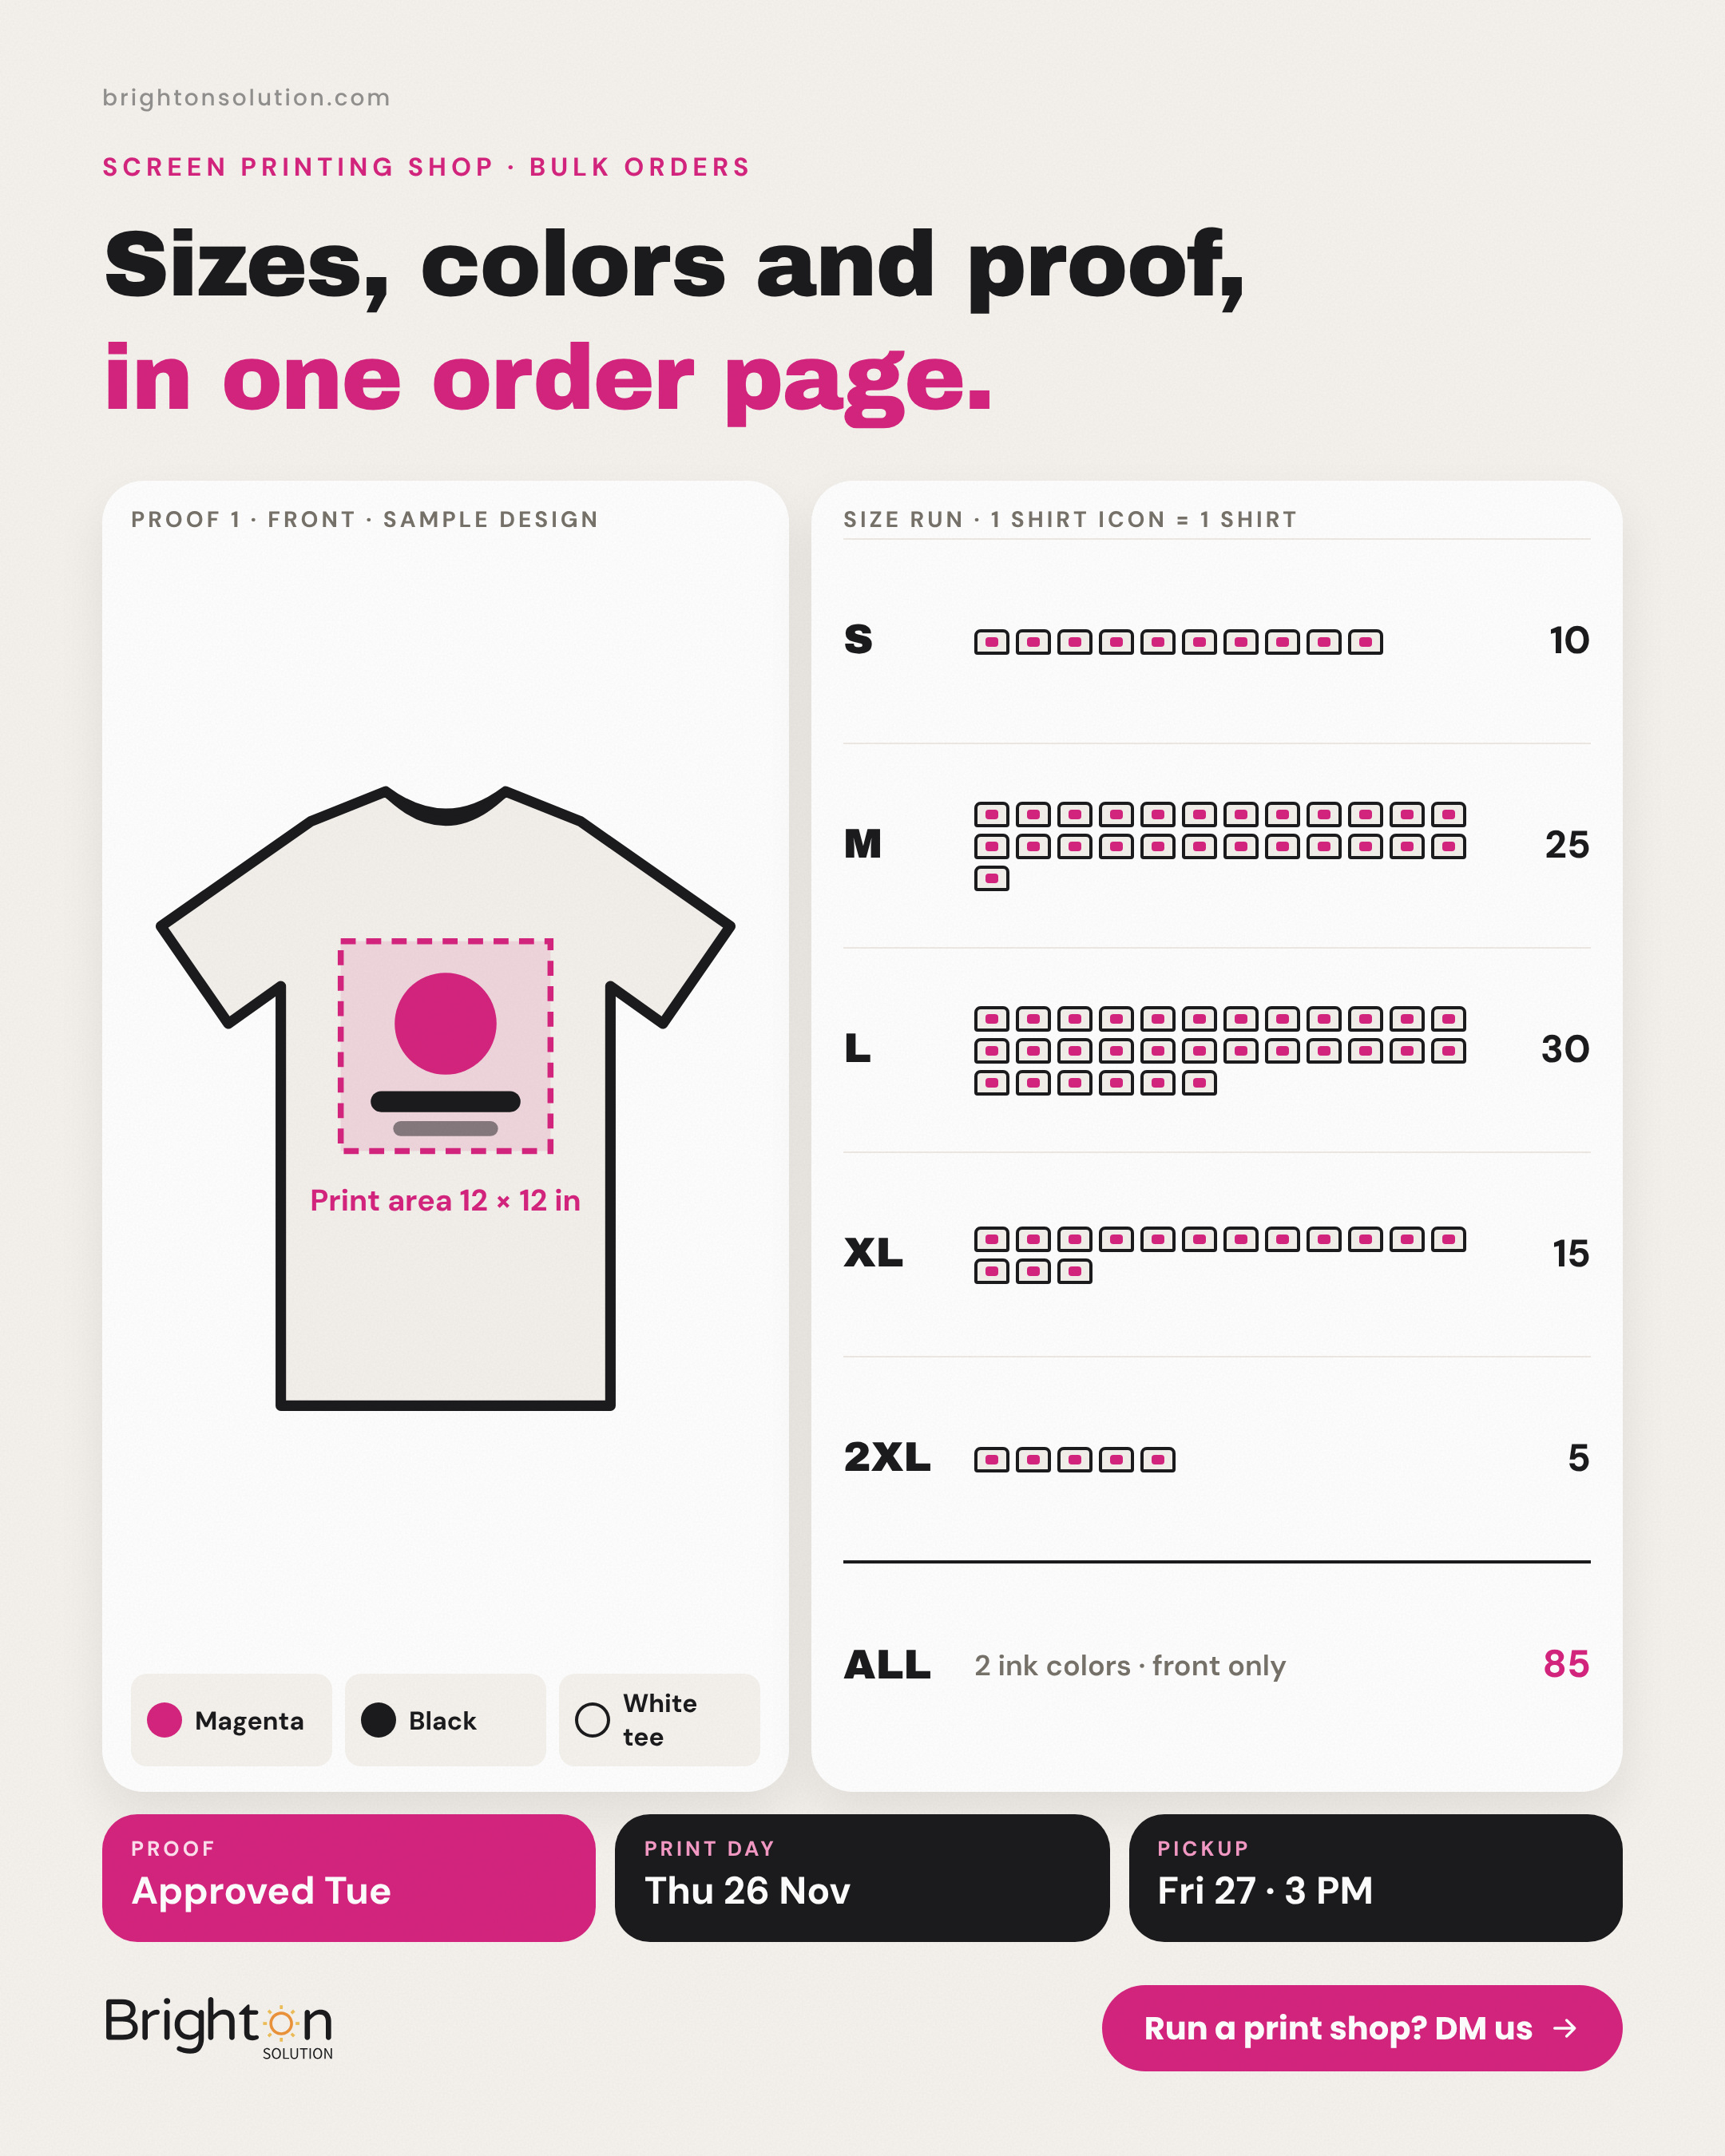 brightonsolution.com
SCREEN PRINTING SHOP · BULK ORDERS
Sizes, colors and proof,
in one order page.
PROOF 1 · FRONT · SAMPLE DESIGN
Print area 12 × 12 in
Magenta
Black
White
tee
SIZE RUN · 1 SHIRT ICON = 1 SHIRT
S 10
M 25
L 30
XL 15
2XL 5
ALL 2 ink colors · front only 85
PROOF
Approved Tue
PRINT DAY
Thu 26 Nov
PICKUP
Fri 27 · 3 PM
Brighton
SOLUTION
Run a print shop? DM us →